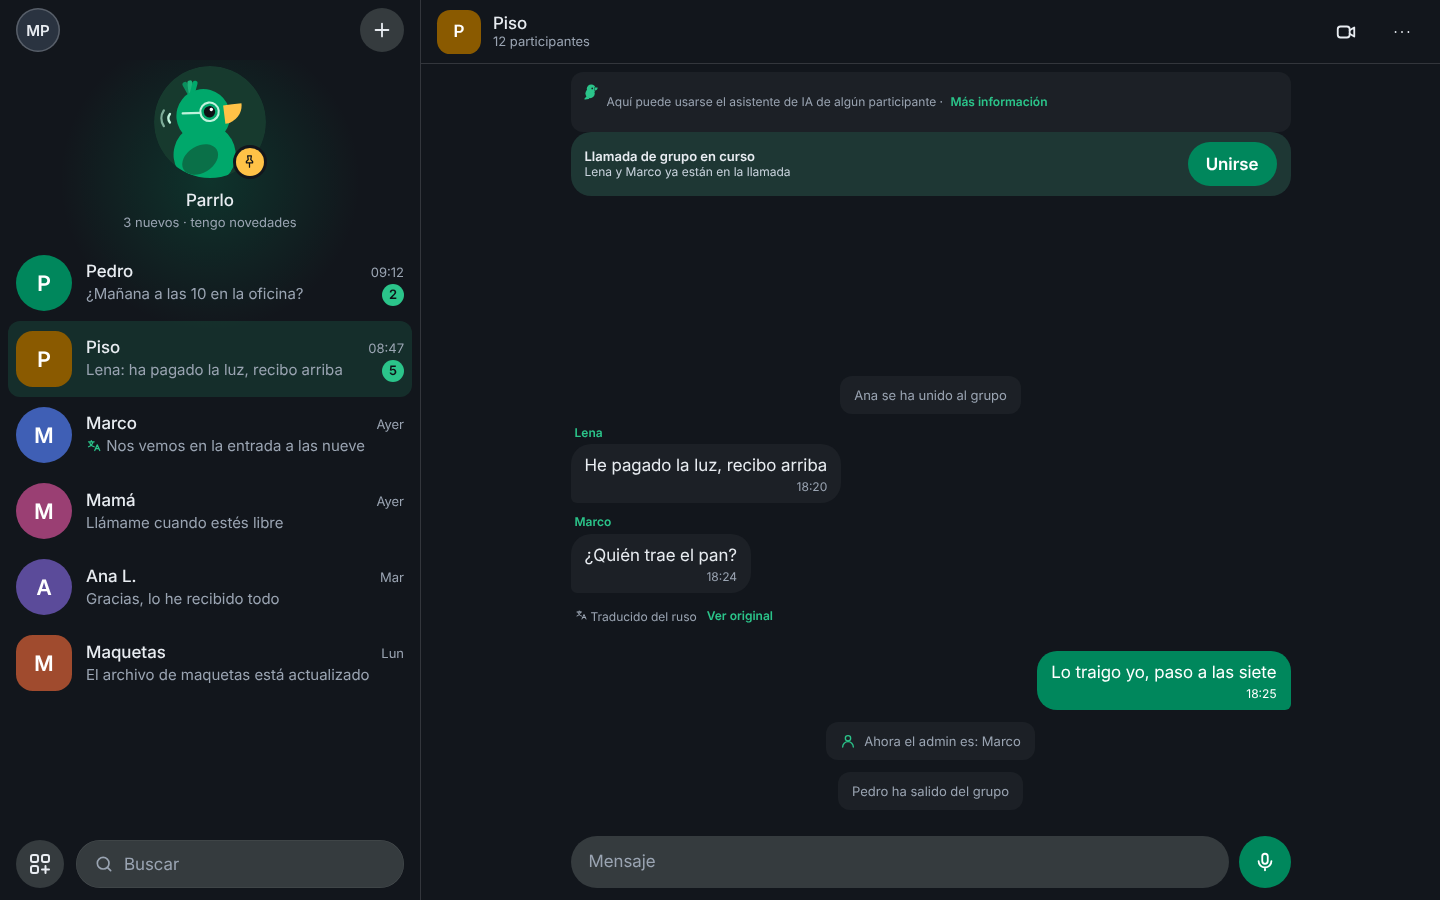 MP
Parrlo
3 nuevos · tengo novedades
P
Pedro
09:12
¿Mañana a las 10 en la oficina?
2
P
Piso
08:47
Lena: ha pagado la luz, recibo arriba
5
M
Marco
Ayer
Nos vemos en la entrada a las nueve
M
Mamá
Ayer
Llámame cuando estés libre
A
Ana L.
Mar
Gracias, lo he recibido todo
M
Maquetas
Lun
El archivo de maquetas está actualizado
Buscar
P
Piso
12 participantes
Aquí puede usarse el asistente de IA de algún participante · Más información
Llamada de grupo en curso
Lena y Marco ya están en la llamada
Unirse
Ana se ha unido al grupo
Lena
He pagado la luz, recibo arriba
18:20
Marco
¿Quién trae el pan?
18:24
Traducido del ruso Ver original
Lo traigo yo, paso a las siete
18:25
Ahora el admin es: Marco
Pedro ha salido del grupo
Mensaje